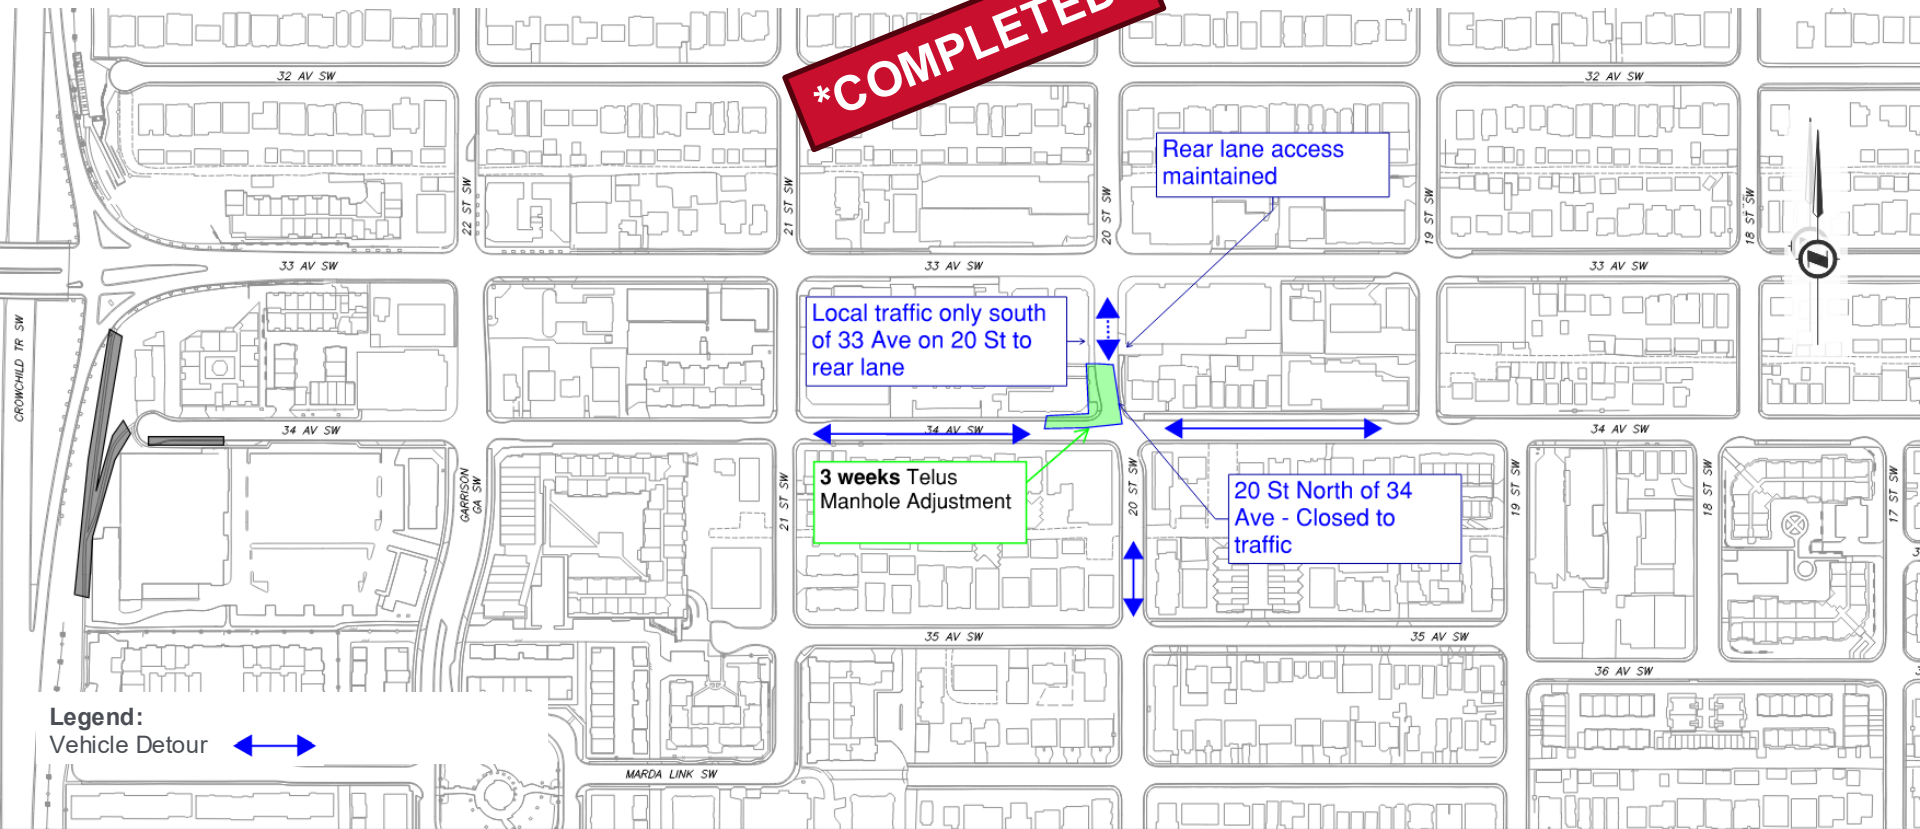 *COMPLETED
32 AV SW
32 AV SW
Rear lane access
maintained
22 ST SW
21 ST SW
20 ST SW
19 ST SW
18 ST SW
33 AV SW
33 AV SW
33 AV SW
CROWCHILD TR SW
Local traffic only south
of 33 Ave on 20 St to
rear lane
34 AV SW
34 AV SW
34 AV SW
3 weeks Telus
Manhole Adjustment
20 St North of 34
Ave - Closed to
traffic
GARRISON
GA SW
21 ST SW
20 ST SW
19 ST SW
18 ST SW
17 ST SW
35 AV SW
35 AV SW
36 AV SW
Legend:
Vehicle Detour
MARDA LINK SW